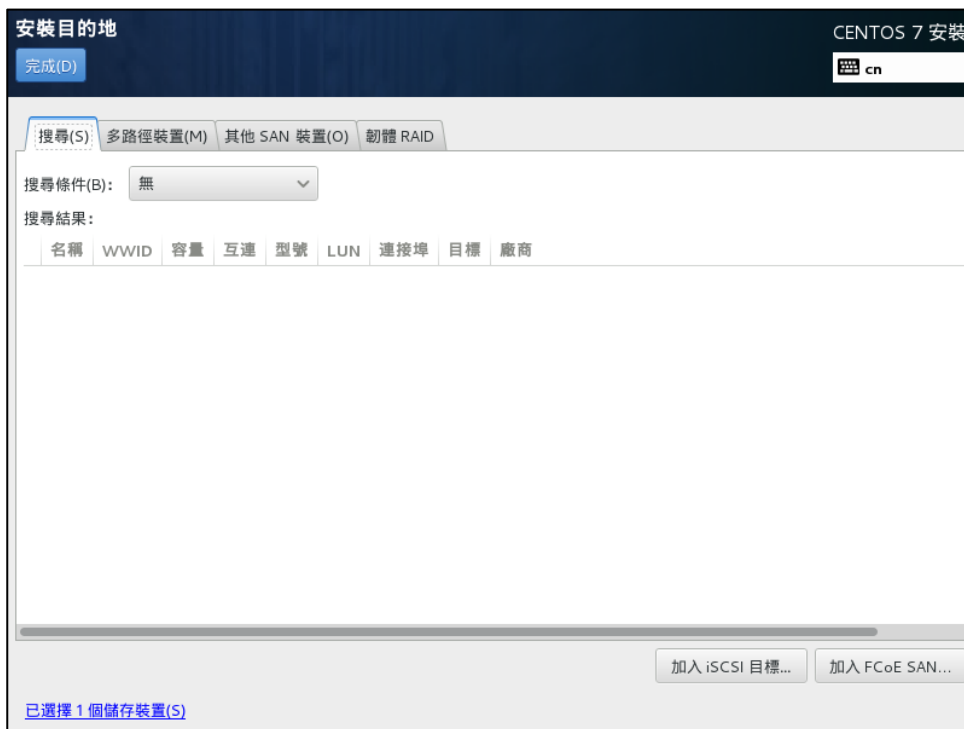 安裝目的地
CENTOS 7 安裝
完成(D)
cn
搜尋(S) 多路徑裝置(M) 其他 SAN 裝置(O) 韌體 RAID
搜尋條件(B)： 無
搜尋結果：
名稱 WWID 容量 互連 型號 LUN 連接埠 目標 廠商
加入 iSCSI 目標... 加入 FCoE SAN...
已選擇 1 個儲存裝置(S)